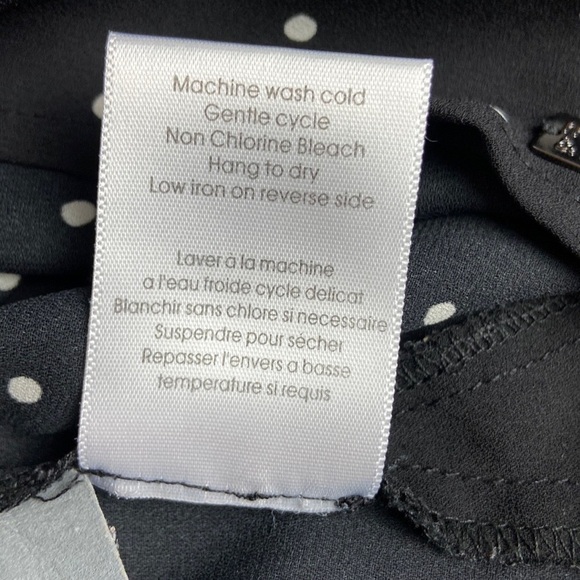 Machine wash cold
Gentle cycle
Non Chlorine Bleach
Hang to dry
Low iron on reverse side
Laver a la machine
a l'eau froide cycle delicat
Blanchir sans chlore si necessaire
Suspendre pour sècher
Repasser l'envers a basse
temperature si requis